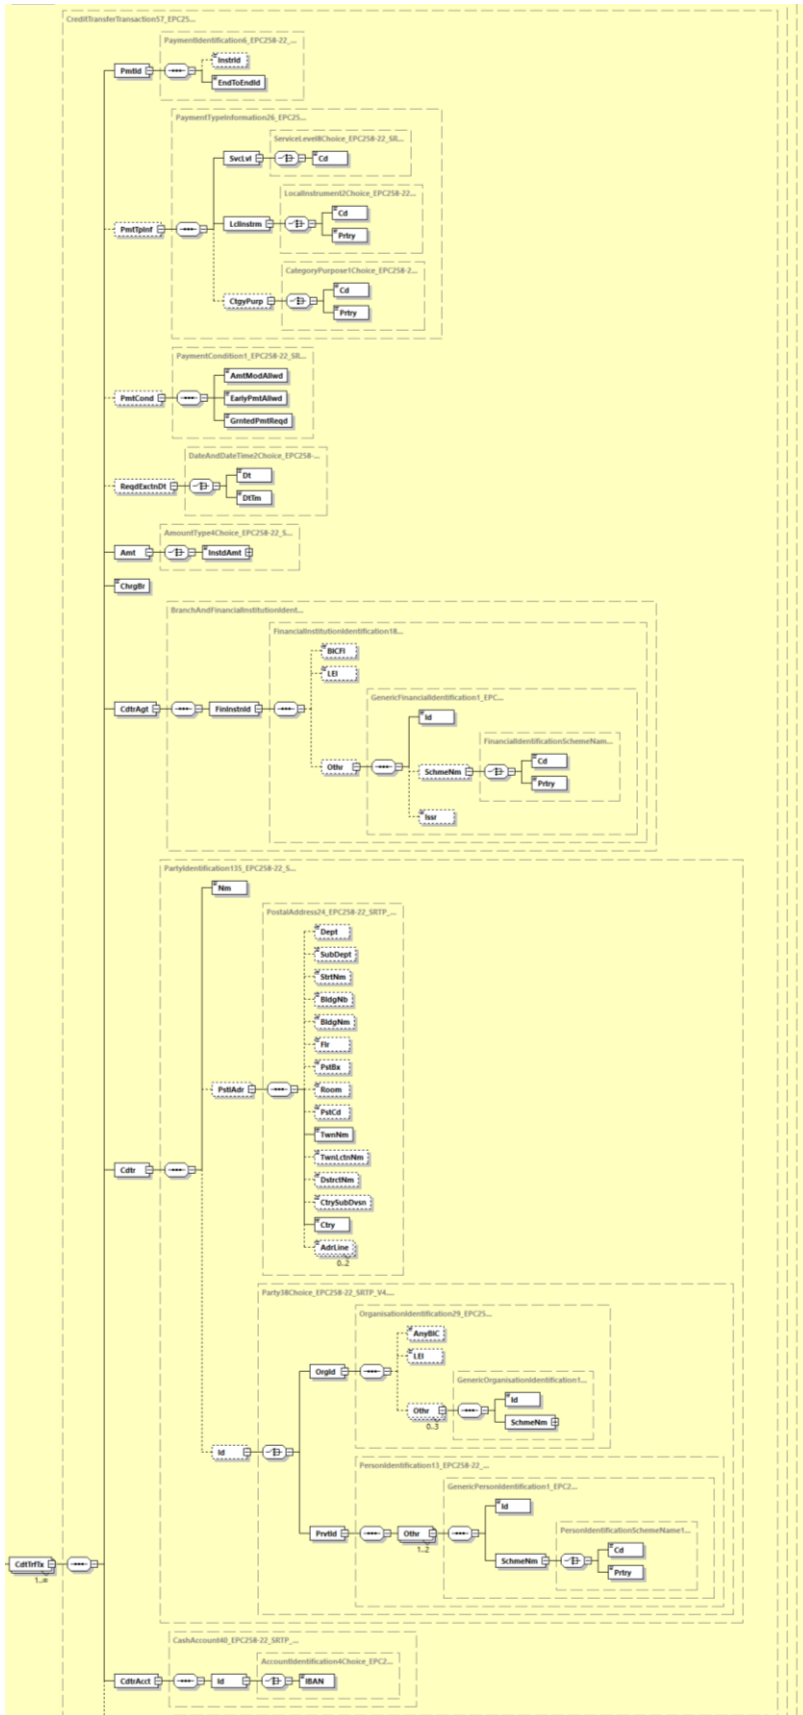 CreditTransferTransaction57_EPC25...
PaymentIdentification6_EPC258-22_...
InstrId
PmtId
EndToEndId
PaymentTypeInformation26_EPC25...
ServiceLevel8Choice_EPC258-22_SR...
SvcLvl
Cd
LocalInstrument2Choice_EPC258-22...
Cd
LclInstrm
Prtry
PmtTpInf
CategoryPurpose1Choice_EPC258-2...
Cd
CtgyPurp
Prtry
PaymentCondition1_EPC258-22_SR...
AmtModAllwd
PmtCond
EarlyPmtAllwd
GrntedPmtReqd
DateAndDateTime2Choice_EPC258-...
Dt
ReqdExctnDt
DtTm
AmountType4Choice_EPC258-22_S...
Amt
InstdAmt
ChrgBr
BranchAndFinancialInstitutionIdent...
FinancialInstitutionIdentification18...
BICFI
LEI
GenericFinancialIdentification1_EPC...
CdtrAgt
FinInstnId
Id
FinancialIdentificationSchemeNam...
Cd
Othr
SchmeNm
Prtry
Issr
PartyIdentification135_EPC258-22_S...
Nm
PostalAddress24_EPC258-22_SRTP_...
Dept
SubDept
StrtNm
BldgNb
BldgNm
Flr
PstBx
PstlAdr
Room
PstCd
TwnNm
TwnLctnNm
Cdtr
DstrctNm
CtrySubDvsn
Ctry
AdrLine
0..2
Party38Choice_EPC258-22_SRTP_V4....
OrganisationIdentification29_EPC25...
AnyBIC
LEI
OrgId
GenericOrganisationIdentification1...
Id
Othr
SchmeNm
0..3
Id
PersonIdentification13_EPC258-22_...
GenericPersonIdentification1_EPC2...
Id
PrvtId
Othr
PersonIdentificationSchemeName1...
1..2
Cd
SchmeNm
Prtry
CdtTrfTx
1..∞
CashAccount40_EPC258-22_SRTP_...
AccountIdentification4Choice_EPC2...
CdtrAcct
Id
IBAN